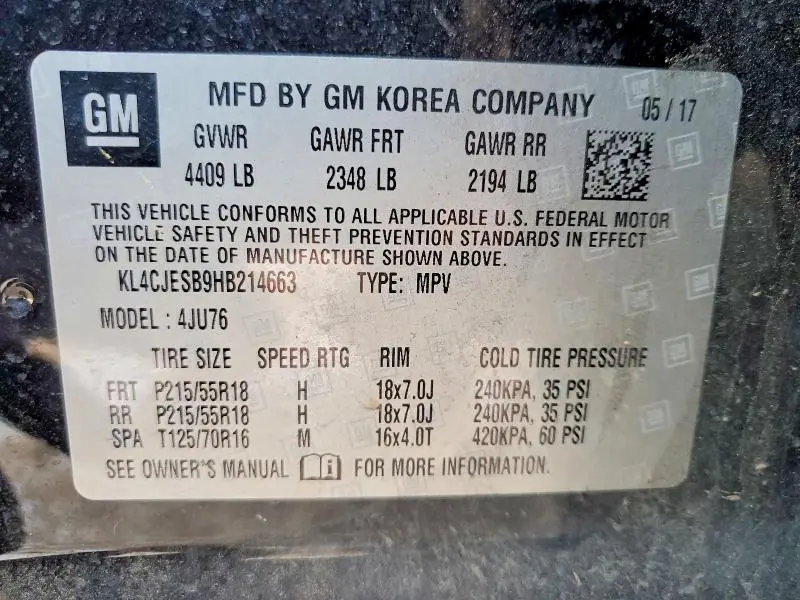 GM MFD BY GM KOREA COMPANY 05 / 17
GVWR GAWR FRT GAWR RR
4409 LB 2348 LB 2194 LB
THIS VEHICLE CONFORMS TO ALL APPLICABLE U.S. FEDERAL MOTOR
VEHICLE SAFETY AND THEFT PREVENTION STANDARDS IN EFFECT
ON THE DATE OF MANUFACTURE SHOWN ABOVE.
KL4CJESB9HB214663 TYPE: MPV
MODEL : 4JU76
TIRE SIZE SPEED RTG RIM COLD TIRE PRESSURE
FRT P215/55R18 H 18x7.0J 240KPA, 35 PSI
RR P215/55R18 H 18x7.0J 240KPA, 35 PSI
SPA T125/70R16 M 16x4.0T 420KPA, 60 PSI
SEE OWNER'S MANUAL FOR MORE INFORMATION.